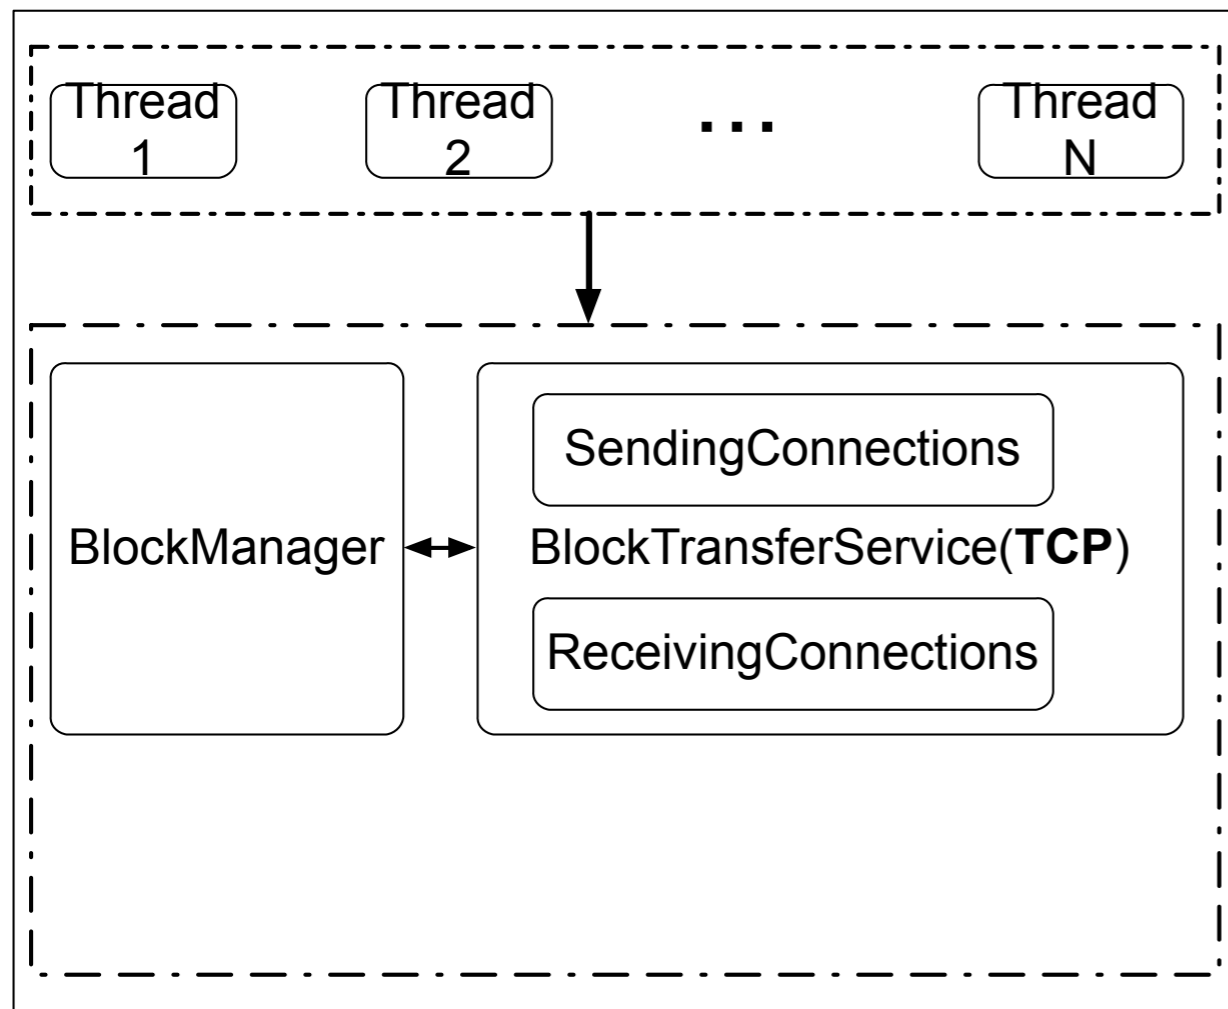 Thread
1
Thread
2
...
Thread
N
SendingConnections
BlockManager
BlockTransferService(TCP)
ReceivingConnections